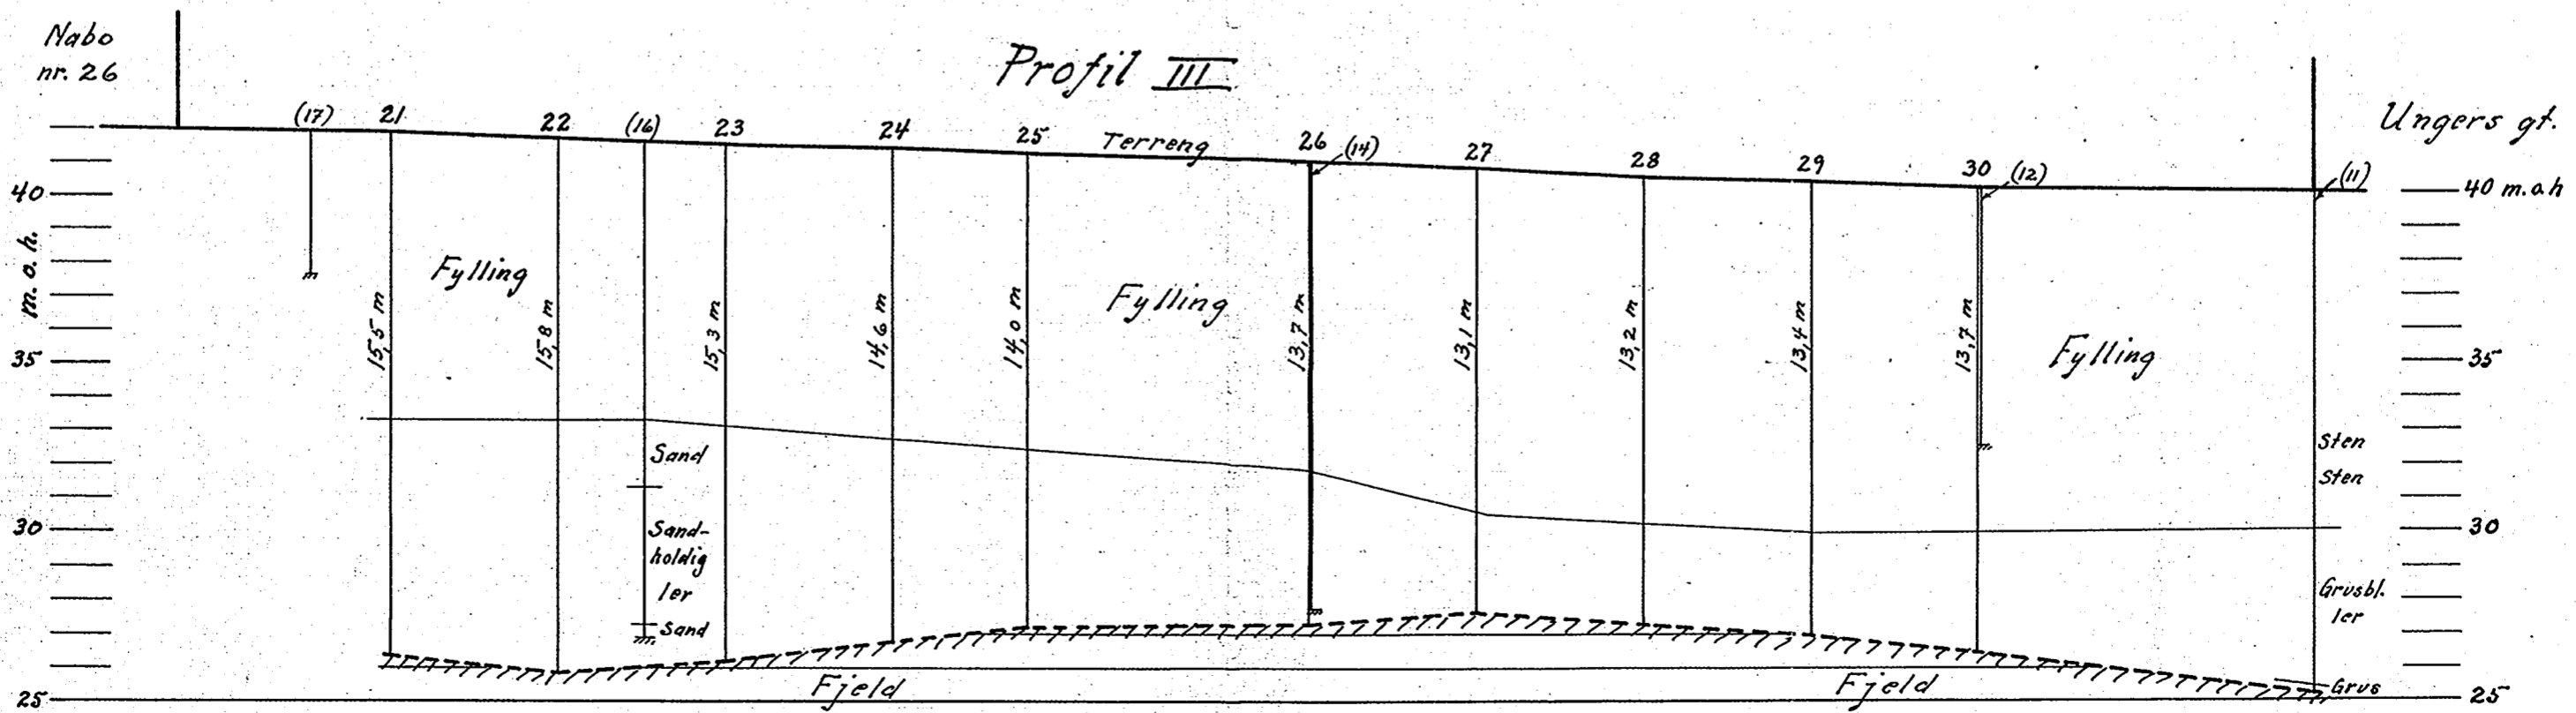 Nabo
nr. 26
Profil III
Ungers gt.
(17) 21 22 (16) 23 24 25 Terreng 26 (14) 27 28 29 30 (12) (11)
40
40 m.o.h
m. o. h.
Fylling
Fylling
Fylling
15,5 m
15,8 m
15,3 m
14,6 m
14,0 m
13,7 m
13,1 m
13,2 m
13,4 m
13,7 m
35
35
Sand
Sten
Sten
30
30
Sand-
holdig
ler
Sand
Grusbl.
ler
Fjeld
Fjeld
Grus
25
25